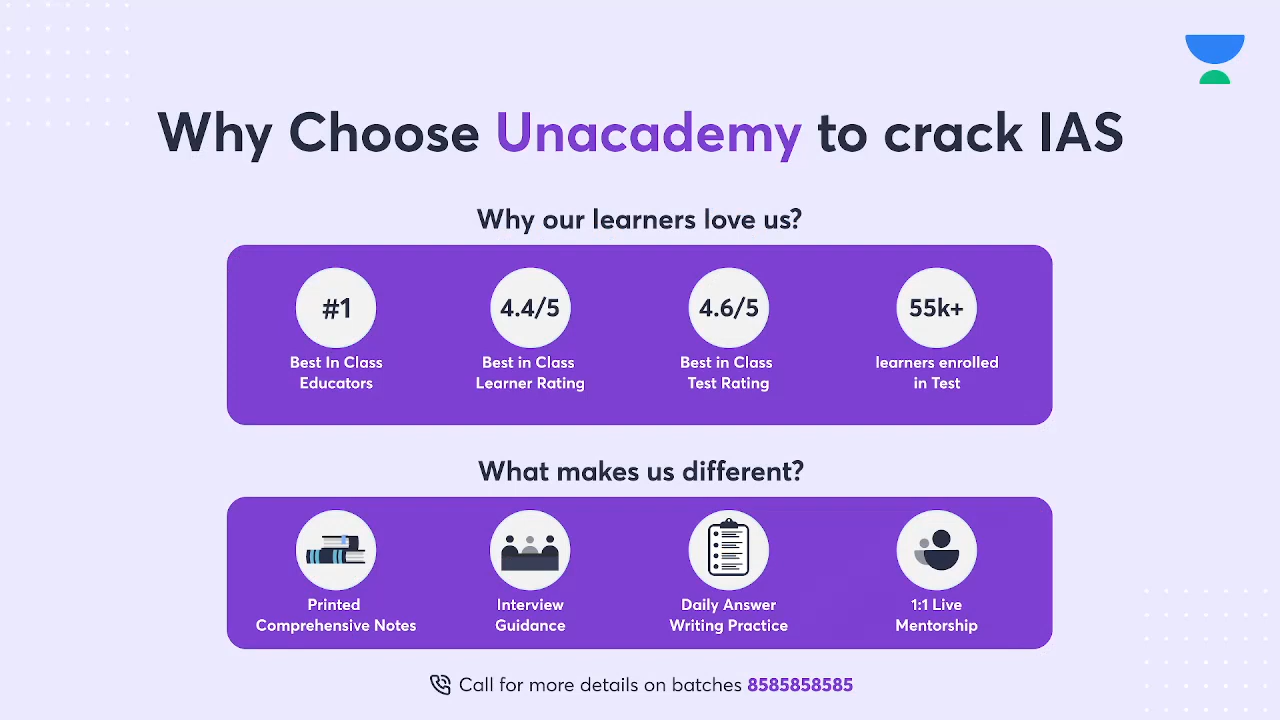 Why Choose Unacademy to crack IAS
Why our learners love us?
#1
4.4/5
4.6/5
55k+
Best In Class
Educators
Best in Class
Learner Rating
Best in Class
Test Rating
learners enrolled
in Test
What makes us different?
Printed
Comprehensive Notes
Interview
Guidance
Daily Answer
Writing Practice
1:1 Live
Mentorship
Call for more details on batches 8585858585